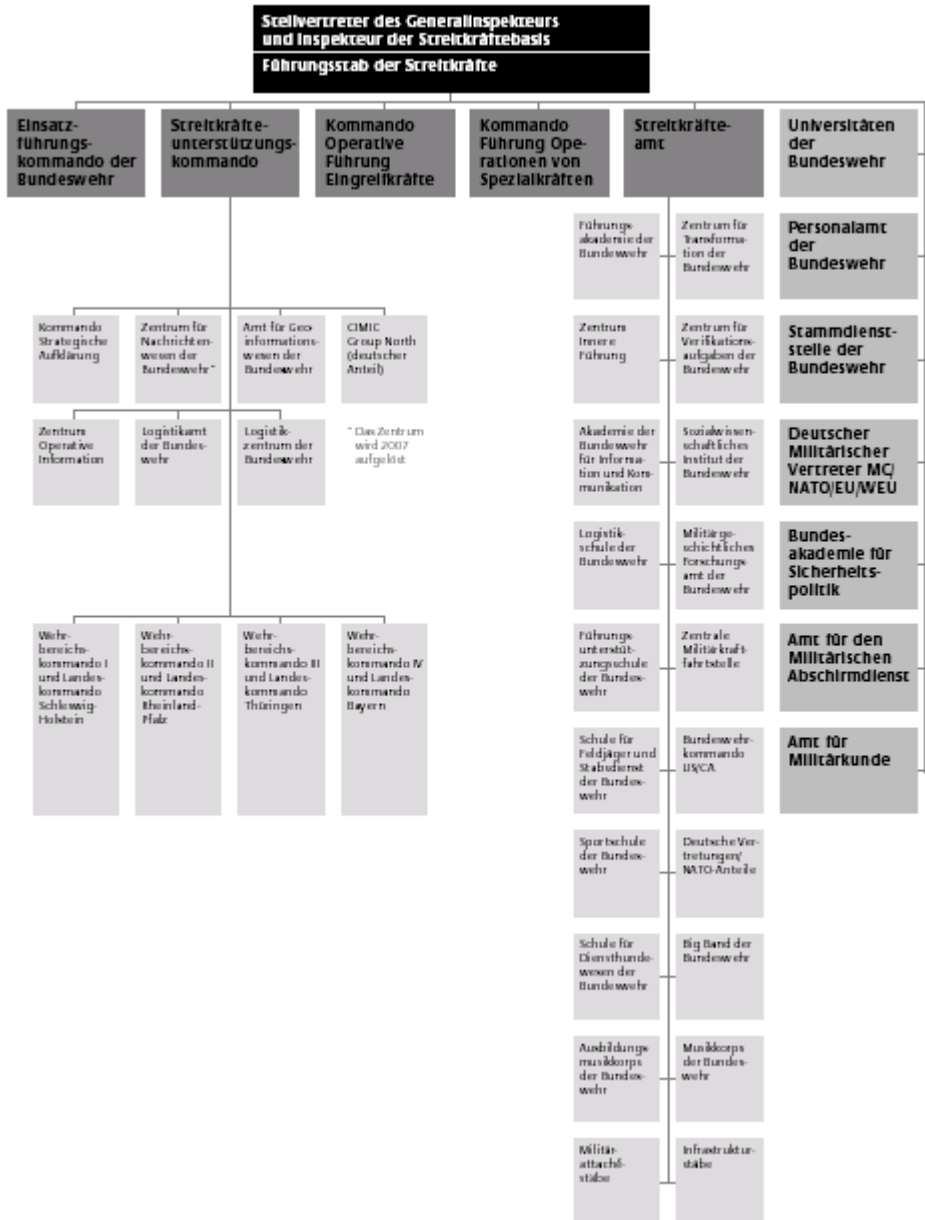 Stellvertreter des Generalinspekteurs
und Inspekteur der Streitkräftebasis
Führungsstab der Streitkräfte
Einsatz-
führungs-
kommando der
Bundeswehr
Streitkräfte-
unterstützungs-
kommando
Kommando
Operative
Führung
Eingreifkräfte
Kommando
Führung Ope-
rationen von
Spezialkräften
Streitkräfte-
amt
Universitäten
der
Bundeswehr
Führungs-
akademie der
Bundeswehr
Zentrum für
Transforma-
tion der
Bundeswehr
Personalamt
der
Bundeswehr
Kommando
Strategische
Aufklärung
Zentrum für
Nachrichten-
wesen der
Bundeswehr*
Amt für Geo-
informations-
wesen der
Bundeswehr
CIMIC
Group North
(deutscher
Anteil)
Zentrum
Innere
Führung
Zentrum für
Verifikations-
aufgaben der
Bundeswehr
Stammdienst-
stelle der
Bundeswehr
Zentrum
Operative
Information
Logistikamt
der Bundes-
wehr
Logistik-
zentrum der
Bundeswehr
* Das Zentrum
wird 2007
aufgelöst
Akademie der
Bundeswehr
für Informa-
tion und Kom-
munikation
Sozialwissen-
schaftliches
Institut der
Bundeswehr
Deutscher
Militärischer
Vertreter MC/
NATO/EU/WEU
Logistik-
schule der
Bundeswehr
Militärge-
schichtliches
Forschungs-
amt der
Bundeswehr
Bundes-
akademie für
Sicherheits-
politik
Wehr-
bereichs-
kommando I
und Landes-
kommando
Schleswig-
Holstein
Wehr-
bereichs-
kommando II
und Landes-
kommando
Rheinland-
Pfalz
Wehr-
bereichs-
kommando III
und Landes-
kommando
Thüringen
Wehr-
bereichs-
kommando IV
und Landes-
kommando
Bayern
Führungs-
unterstüt-
zungsschule
der Bundes-
wehr
Zentrale
Militärkraft-
fahrtstelle
Amt für den
Militärischen
Abschirmdienst
Schule für
Feldjäger und
Stabsdienst
der Bundes-
wehr
Bundeswehr-
kommando
US/CA
Amt für
Militärkunde
Sportschule
der Bundes-
wehr
Deutsche Ver-
tretungen/
NATO-Anteile
Schule für
Diensthunde-
wesen der
Bundeswehr
Big Band der
Bundeswehr
Ausbildungs-
musikkorps
der Bundes-
wehr
Musikkorps
der Bundes-
wehr
Militär-
attaché-
stäbe
Infrastruktur-
stäbe